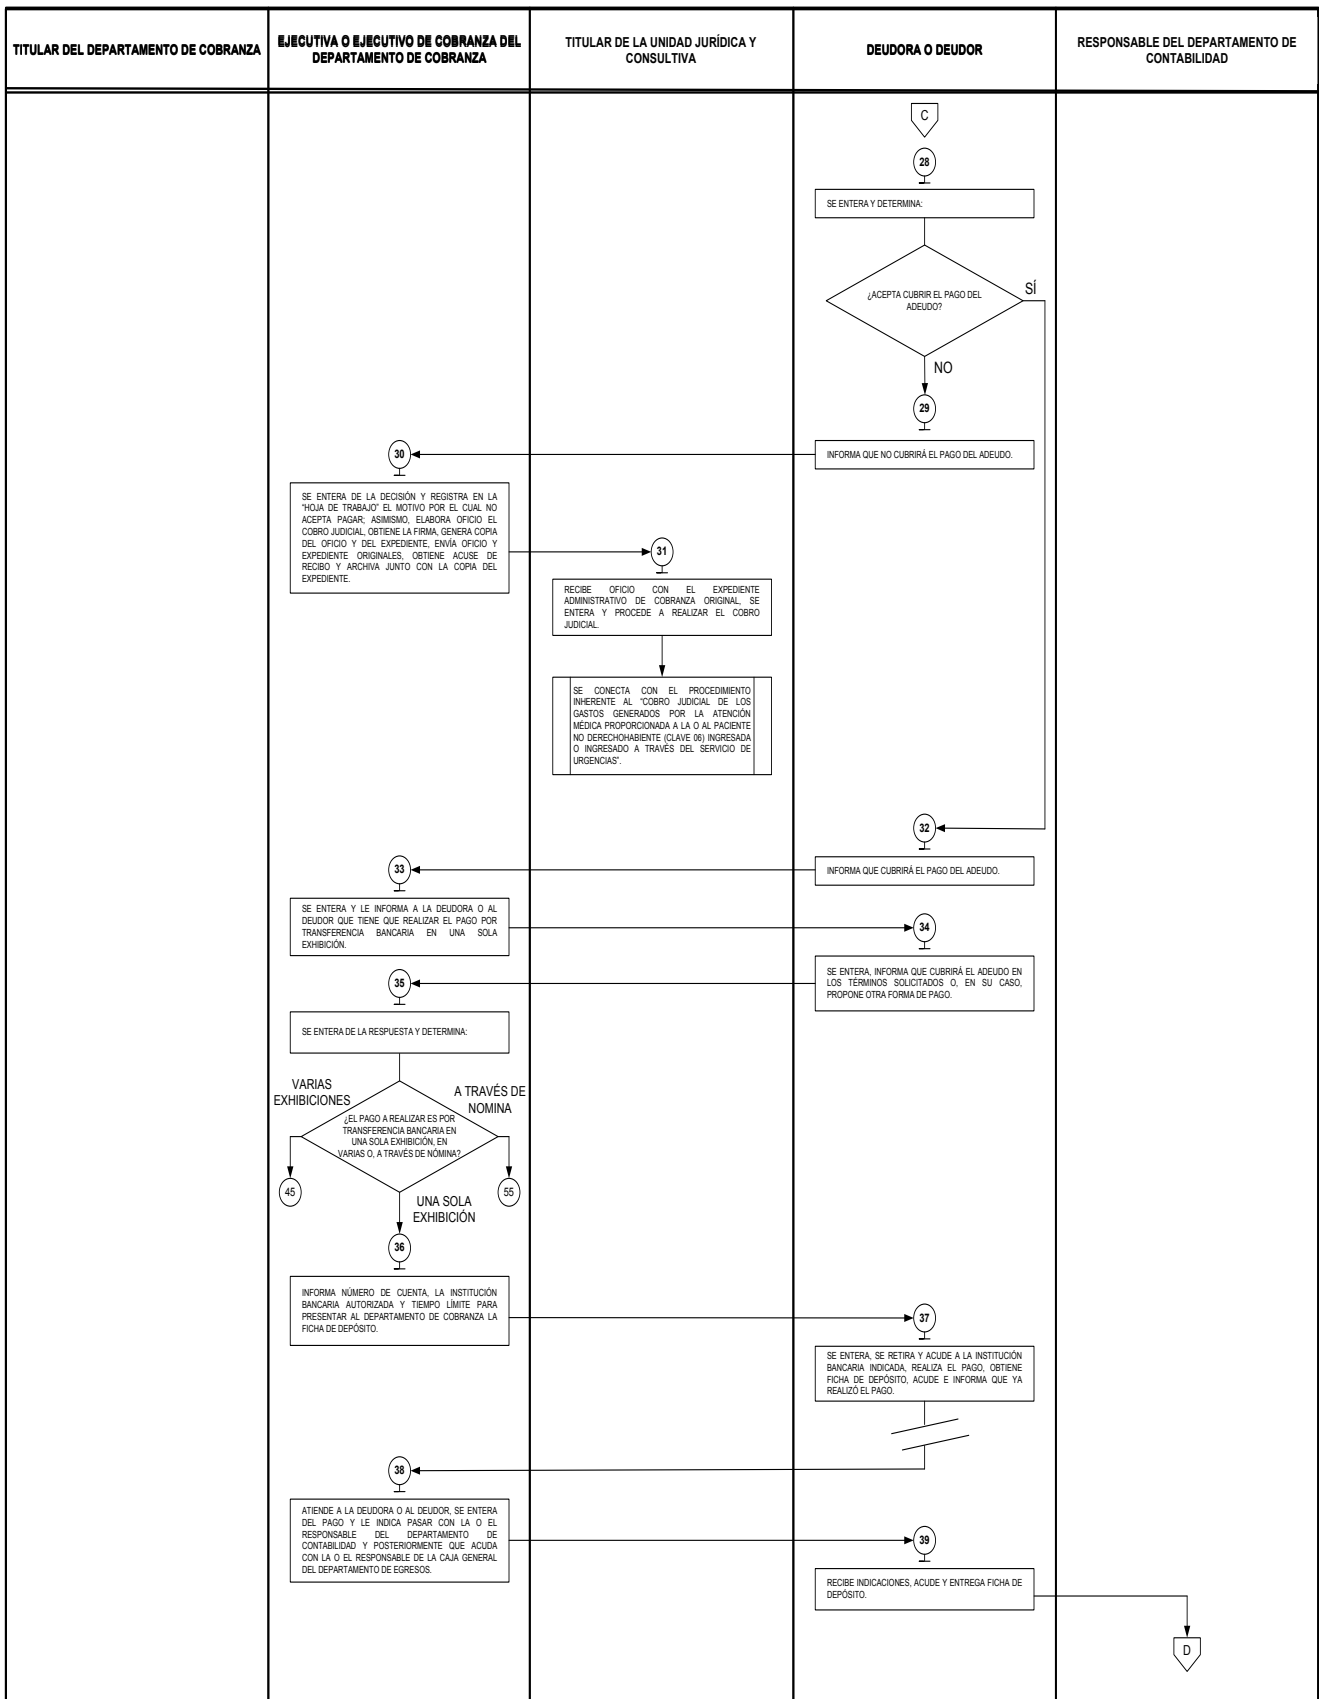 TITULAR DEL DEPARTAMENTO DE COBRANZA
EJECUTIVA O EJECUTIVO DE COBRANZA DEL
DEPARTAMENTO DE COBRANZA
TITULAR DE LA UNIDAD JURÍDICA Y
CONSULTIVA
DEUDORA O DEUDOR
RESPONSABLE DEL DEPARTAMENTO DE
CONTABILIDAD
C
28
SE ENTERA Y DETERMINA:
¿ACEPTA CUBRIR EL PAGO DEL
ADEUDO?
SÍ
NO
29
INFORMA QUE NO CUBRIRÁ EL PAGO DEL ADEUDO.
30
SE ENTERA DE LA DECISIÓN Y REGISTRA EN LA
"HOJA DE TRABAJO" EL MOTIVO POR EL CUAL NO
ACEPTA PAGAR; ASIMISMO, ELABORA OFICIO EL
COBRO JUDICIAL, OBTIENE LA FIRMA, GENERA COPIA
DEL OFICIO Y DEL EXPEDIENTE, ENVÍA OFICIO Y
EXPEDIENTE ORIGINALES, OBTIENE ACUSE DE
RECIBO Y ARCHIVA JUNTO CON LA COPIA DEL
EXPEDIENTE.
31
RECIBE OFICIO CON EL EXPEDIENTE
ADMINISTRATIVO DE COBRANZA ORIGINAL, SE
ENTERA Y PROCEDE A REALIZAR EL COBRO
JUDICIAL.
SE CONECTA CON EL PROCEDIMIENTO
INHERENTE AL "COBRO JUDICIAL DE LOS
GASTOS GENERADOS POR LA ATENCIÓN
MÉDICA PROPORCIONADA A LA O AL PACIENTE
NO DERECHOHABIENTE (CLAVE 06) INGRESADA
O INGRESADO A TRAVÉS DEL SERVICIO DE
URGENCIAS".
32
INFORMA QUE CUBRIRÁ EL PAGO DEL ADEUDO.
33
SE ENTERA Y LE INFORMA A LA DEUDORA O AL
DEUDOR QUE TIENE QUE REALIZAR EL PAGO POR
TRANSFERENCIA BANCARIA EN UNA SOLA
EXHIBICIÓN.
34
SE ENTERA, INFORMA QUE CUBRIRÁ EL ADEUDO EN
LOS TÉRMINOS SOLICITADOS O, EN SU CASO,
PROPONE OTRA FORMA DE PAGO.
35
SE ENTERA DE LA RESPUESTA Y DETERMINA:
VARIAS
EXHIBICIONES
A TRAVÉS DE
NOMINA
¿EL PAGO A REALIZAR ES POR
TRANSFERENCIA BANCARIA EN
UNA SOLA EXHIBICIÓN, EN
VARIAS O, A TRAVÉS DE NÓMINA?
45
55
UNA SOLA
EXHIBICIÓN
36
INFORMA NÚMERO DE CUENTA, LA INSTITUCIÓN
BANCARIA AUTORIZADA Y TIEMPO LÍMITE PARA
PRESENTAR AL DEPARTAMENTO DE COBRANZA LA
FICHA DE DEPÓSITO.
37
SE ENTERA, SE RETIRA Y ACUDE A LA INSTITUCIÓN
BANCARIA INDICADA, REALIZA EL PAGO, OBTIENE
FICHA DE DEPÓSITO, ACUDE E INFORMA QUE YA
REALIZÓ EL PAGO.
38
ATIENDE A LA DEUDORA O AL DEUDOR, SE ENTERA
DEL PAGO Y LE INDICA PASAR CON LA O EL
RESPONSABLE DEL DEPARTAMENTO DE
CONTABILIDAD Y POSTERIORMENTE QUE ACUDA
CON LA O EL RESPONSABLE DE LA CAJA GENERAL
DEL DEPARTAMENTO DE EGRESOS.
39
RECIBE INDICACIONES, ACUDE Y ENTREGA FICHA DE
DEPÓSITO.
D